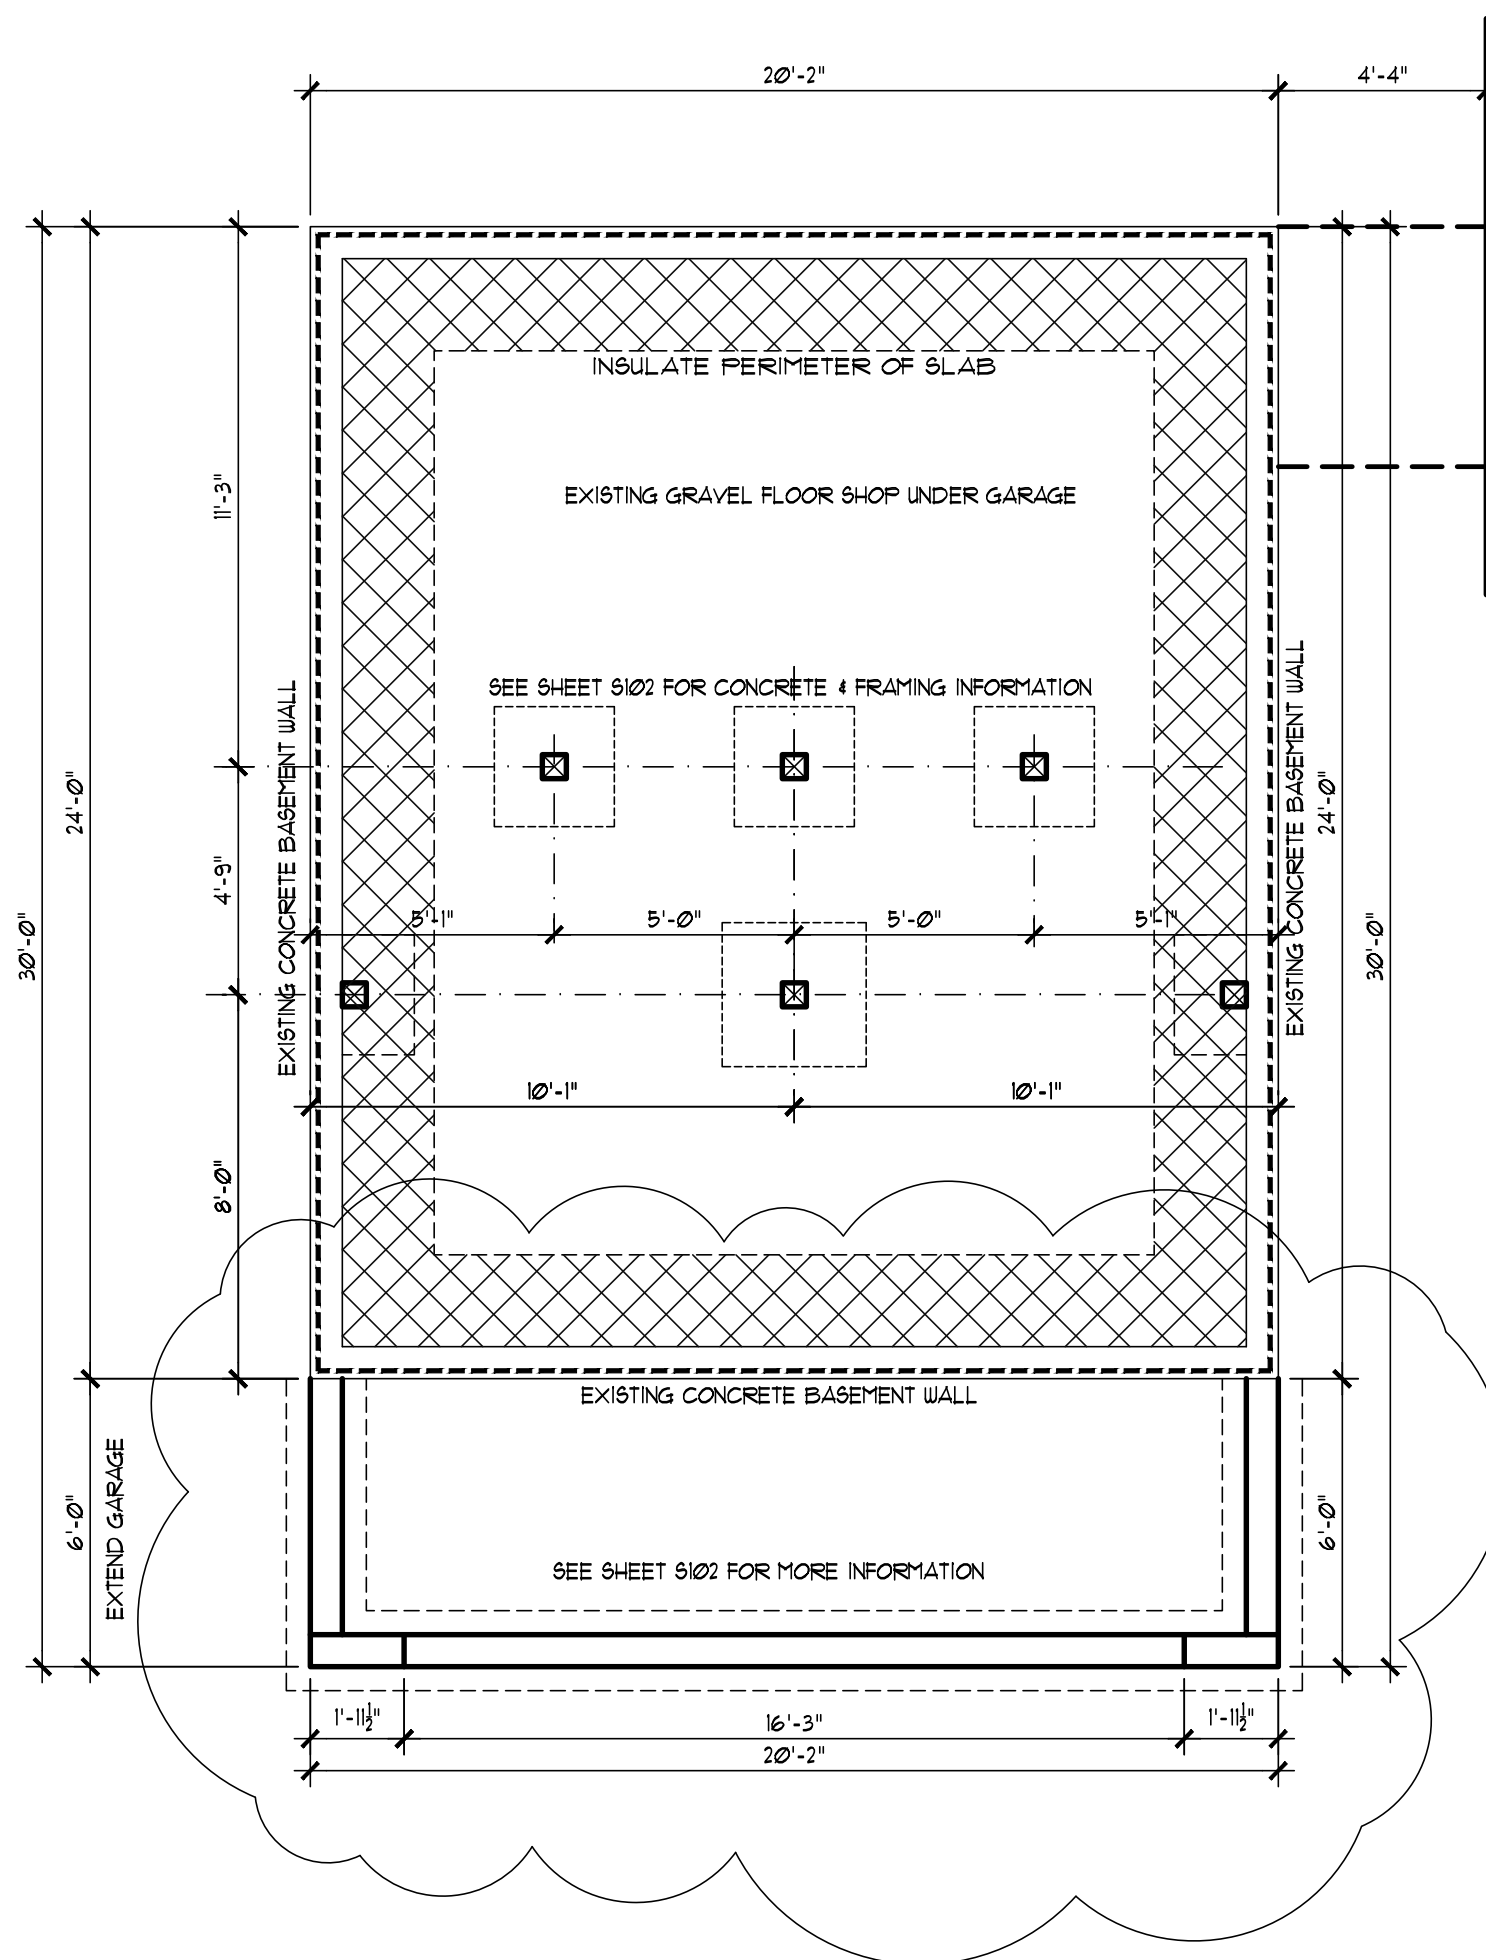 20'-2"
4'-4"
INSULATE PERIMETER OF SLAB
11'-3"
EXISTING GRAVEL FLOOR SHOP UNDER GARAGE
SEE SHEET S102 FOR CONCRETE & FRAMING INFORMATION
EXISTING CONCRETE BASEMENT WALL
EXISTING CONCRETE BASEMENT WALL
24'-0"
24'-0"
4'-9"
30'-0"
30'-0"
5'-1"
5'-0"
5'-0"
5'-1"
10'-1"
10'-1"
8'-0"
EXISTING CONCRETE BASEMENT WALL
6'-0"
EXTEND GARAGE
6'-0"
SEE SHEET S102 FOR MORE INFORMATION
1'-11½"
16'-3"
1'-11½"
20'-2"